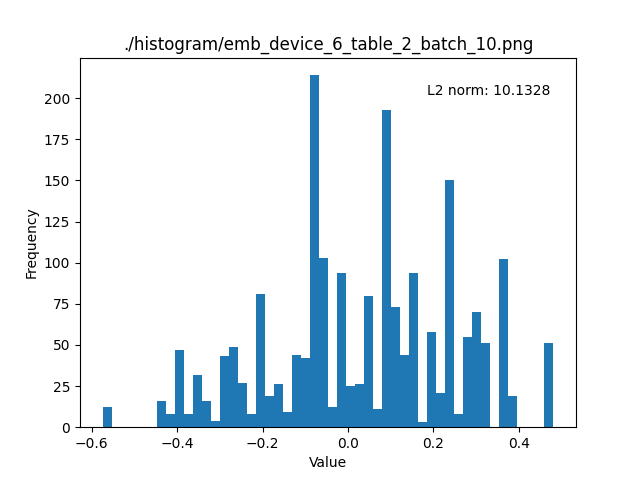 ./histogram/emb_device_6_table_2_batch_10.png
L2 norm: 10.1328
Frequency
200
175
150
125
100
75
50
25
0
−0.6 −0.4 −0.2 0.0 0.2 0.4
Value